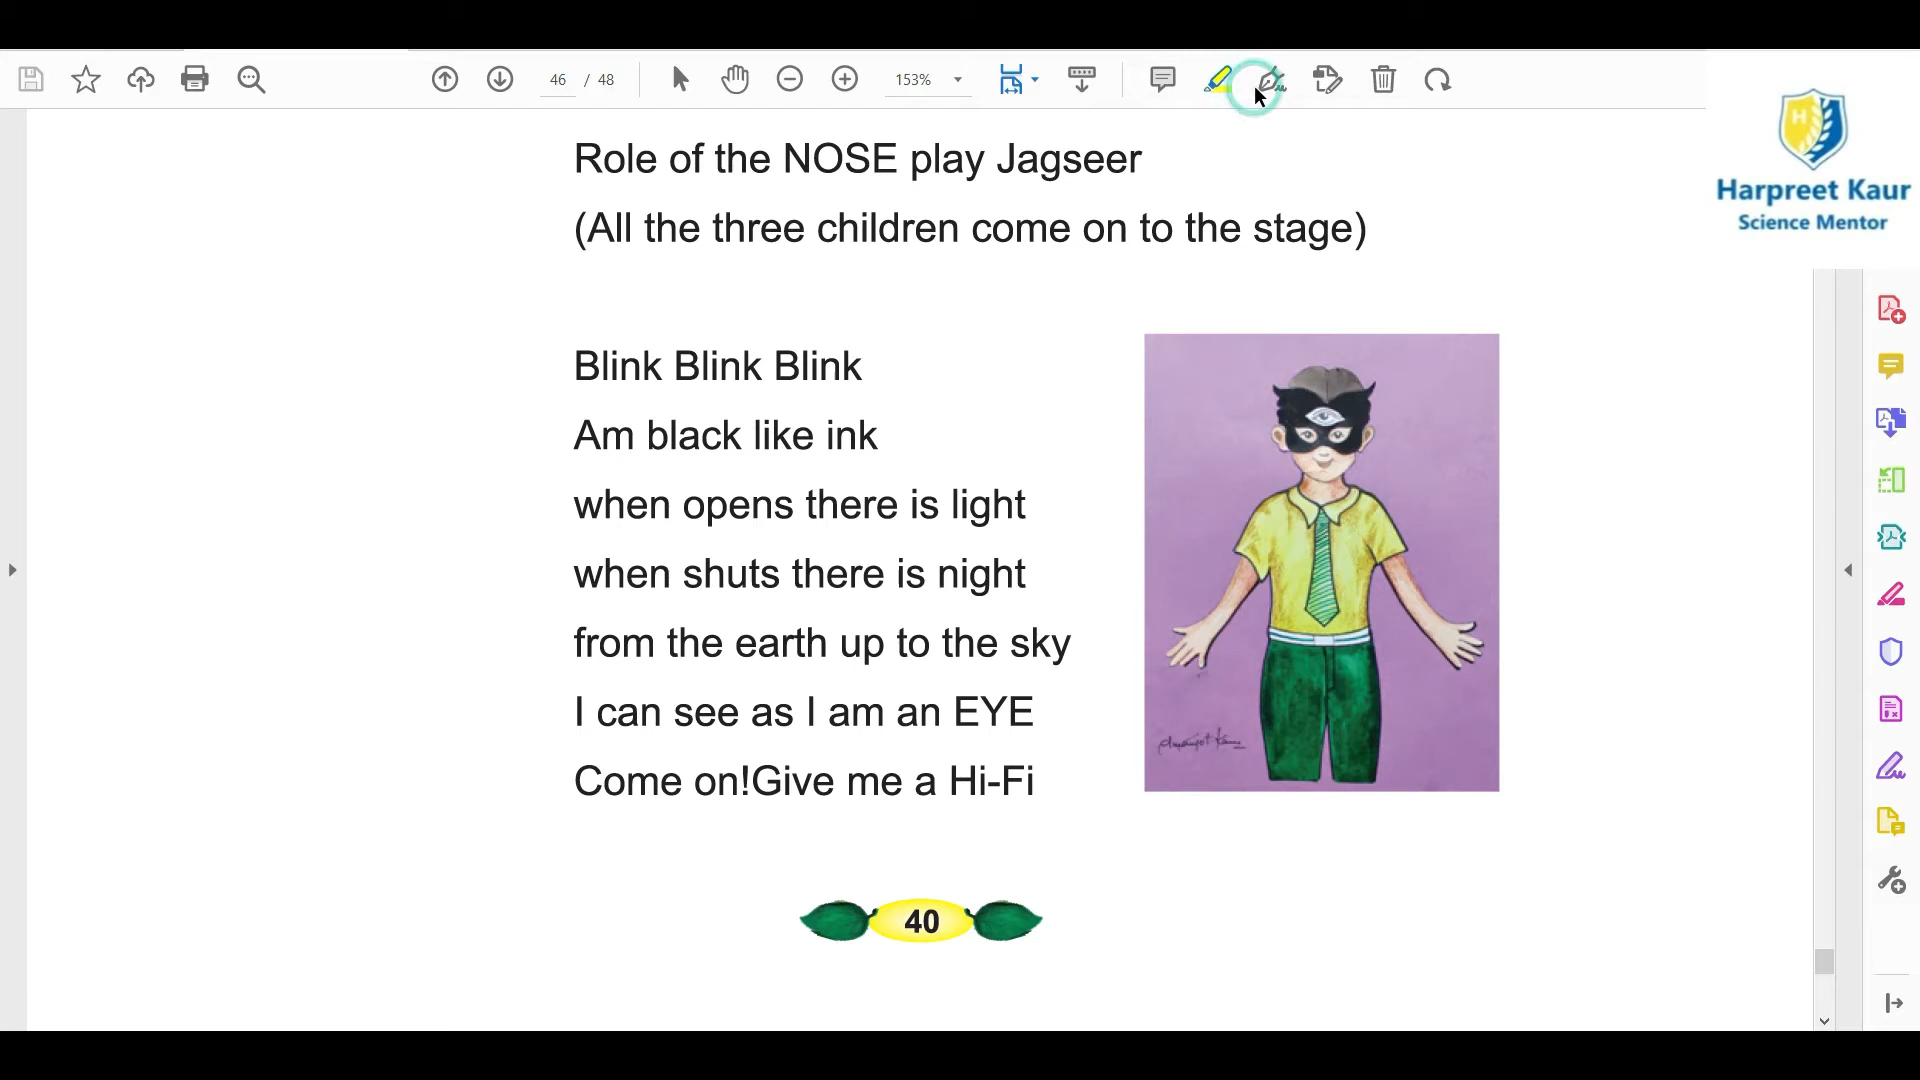 46 / 48
153%
H
Harpreet Kaur
Science Mentor
Role of the NOSE play Jagseer
(All the three children come on to the stage)
Blink Blink Blink
Am black like ink
when opens there is light
when shuts there is night
from the earth up to the sky
I can see as I am an EYE
Come on!Give me a Hi-Fi
40